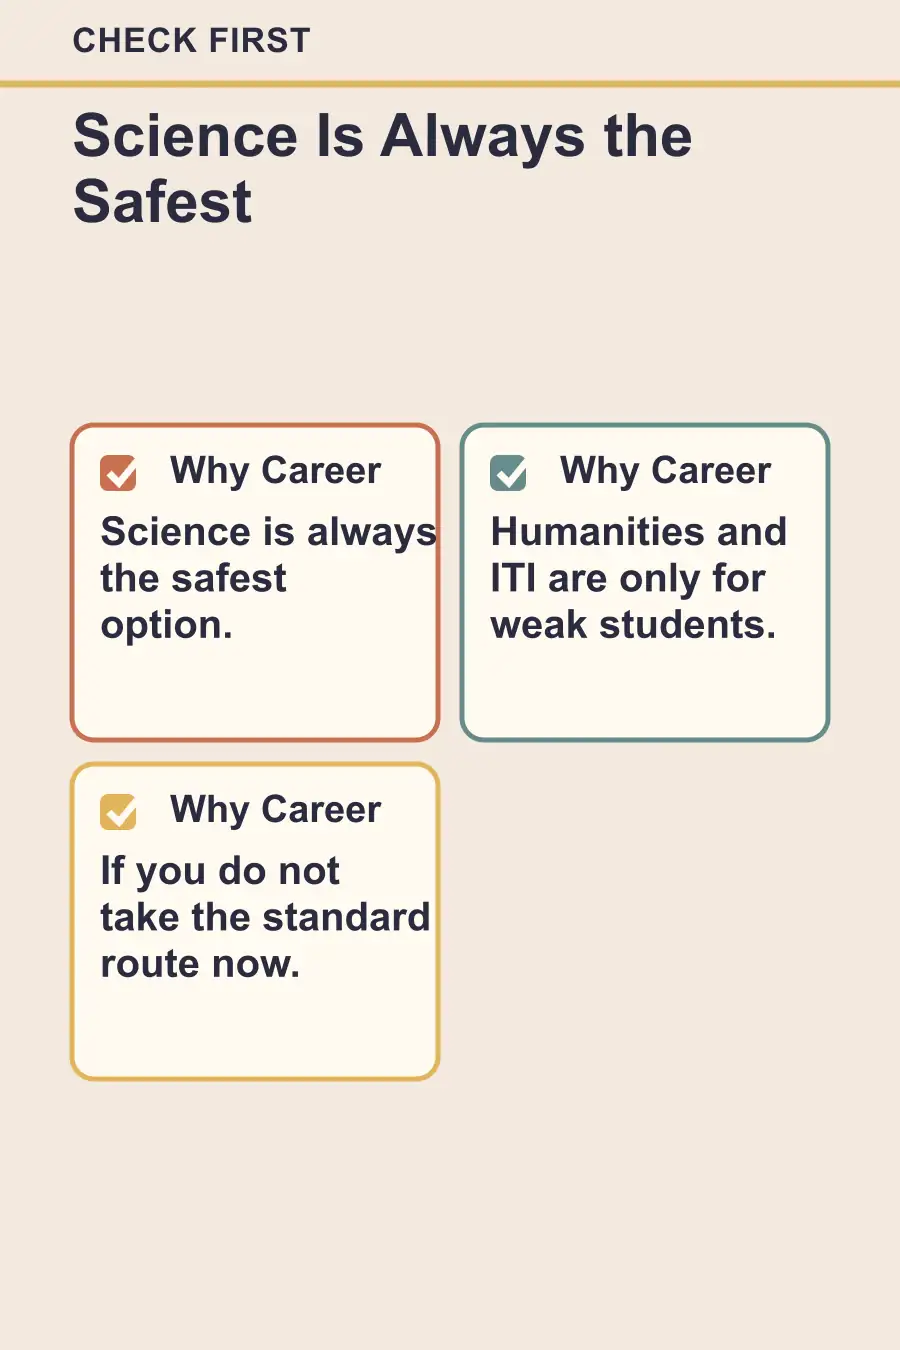 CHECK FIRST
Science Is Always the
Safest
Why Career
Science is always
the safest
option.
Why Career
Humanities and
ITI are only for
weak students.
Why Career
If you do not
take the standard
route now.